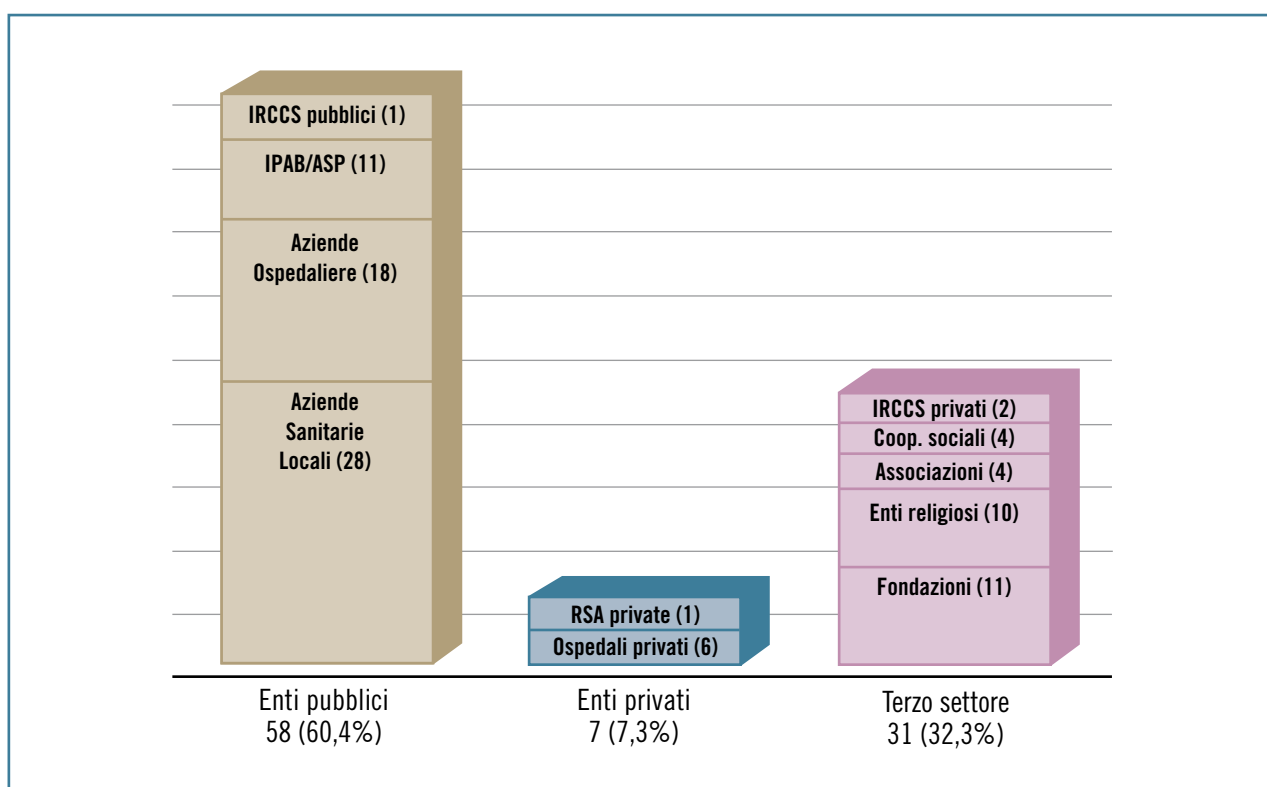 IRCCS pubblici (1)
IPAB/ASP (11)
Aziende
Ospedaliere (18)
Aziende
Sanitarie
Locali (28)
RSA private (1)
Ospedali privati (6)
IRCCS privati (2)
Coop. sociali (4)
Associazioni (4)
Enti religiosi (10)
Fondazioni (11)
Enti pubblici
58 (60,4%)
Enti privati
7 (7,3%)
Terzo settore
31 (32,3%)